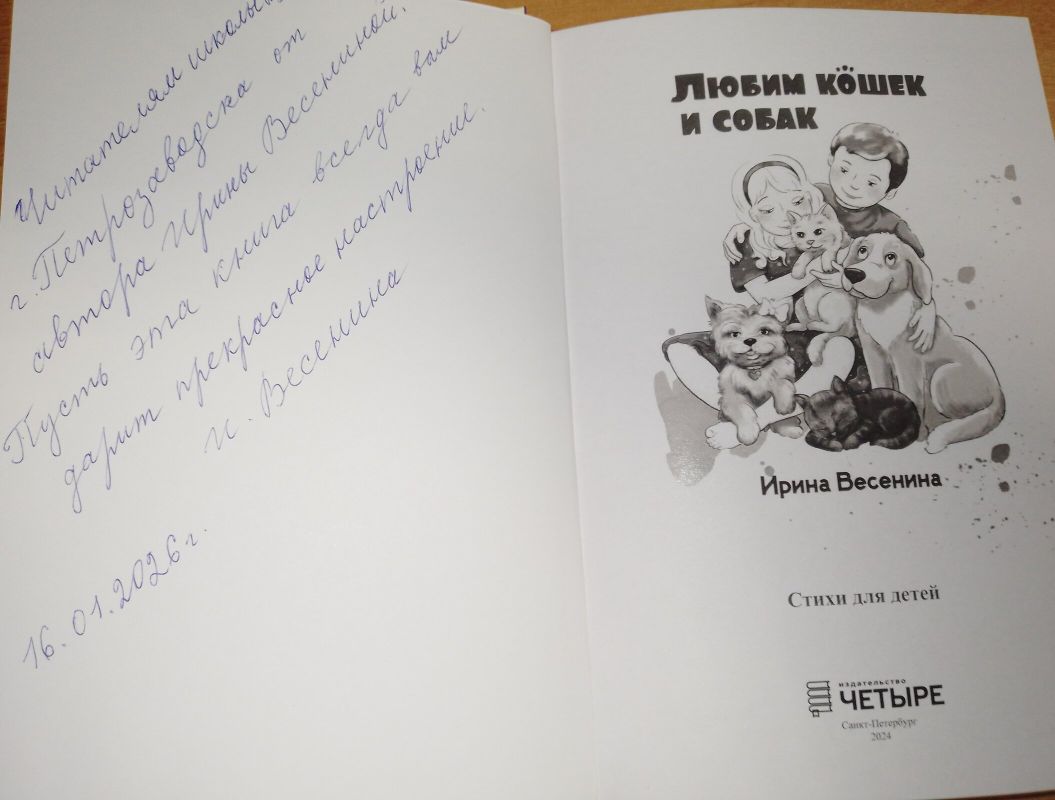 Читателям школы
г. Петрозаводска от
автора Ирины Весениной.
Пусть эта книга всегда вам
дарит прекрасное настроение.
И. Весенина
16.01.2026г.
Любим кошек
и собак
Ирина Весенина
Стихи для детей
издательство
ЧЕТЫРЕ
Санкт-Петербург
2024